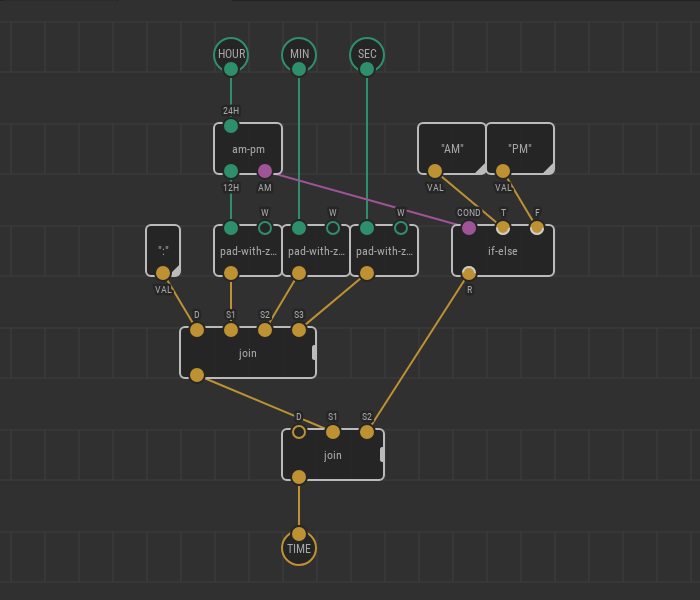 HOUR MIN SEC
24H
am-pm "AM" "PM"
12H AM VAL VAL
W W W COND T F
":" pad-with-z... pad-with-z... pad-with-z... if-else
VAL R
D S1 S2 S3
join
D S1 S2
join
TIME